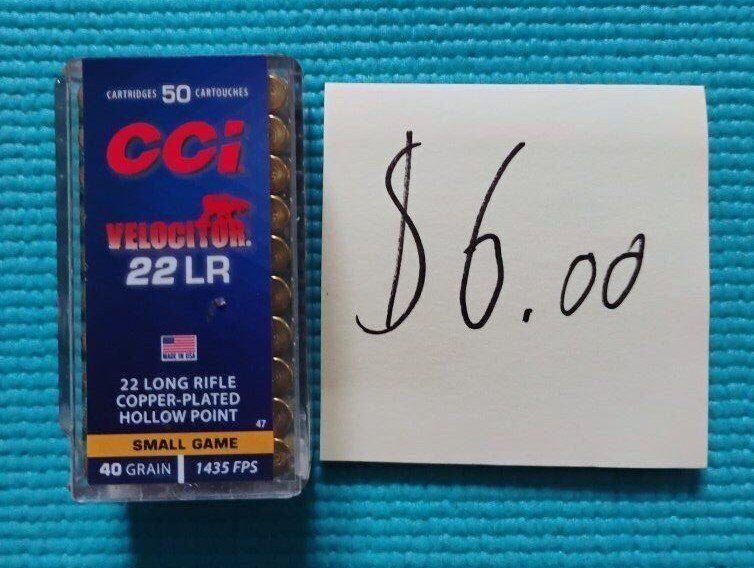 CARTRIDGES 50 CARTOUCHES
CCI
VELOCITOR.
22 LR
MADE IN USA
22 LONG RIFLE
COPPER-PLATED
HOLLOW POINT
47
SMALL GAME
40 GRAIN | 1435 FPS
$6.00